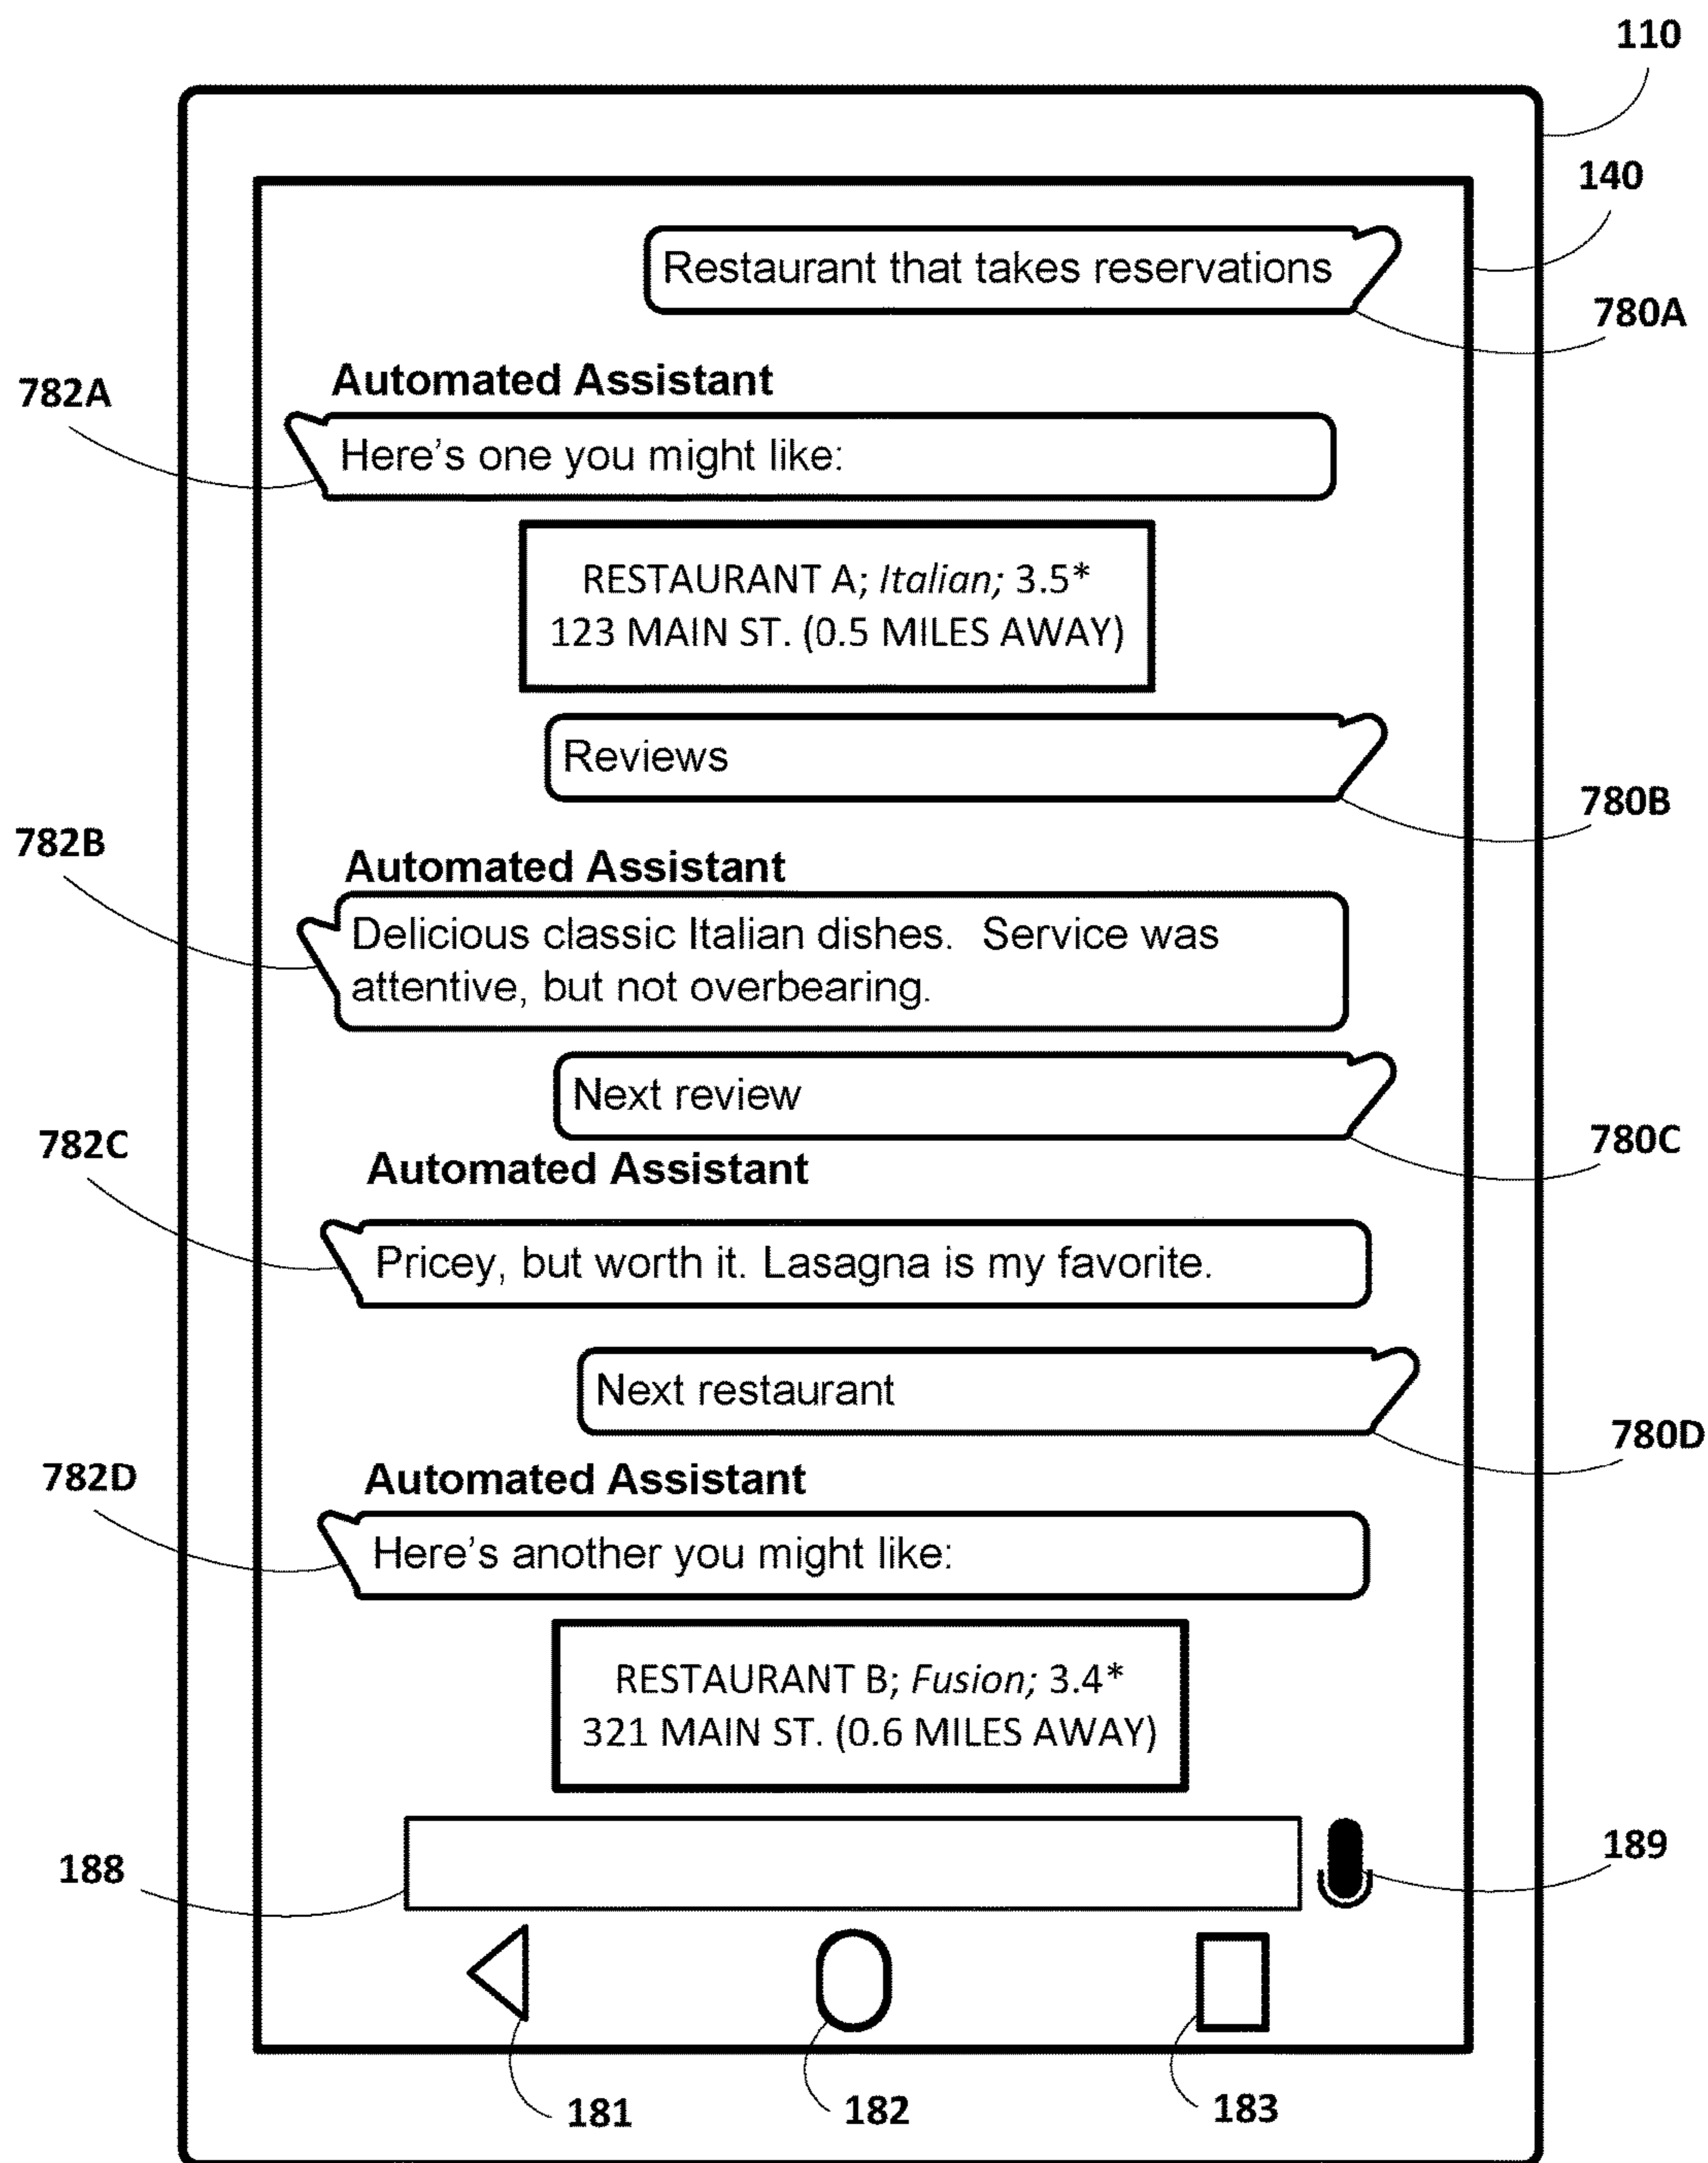 110
140
Restaurant that takes reservations
780A
Automated Assistant
782A
Here's one you might like:
RESTAURANT A; Italian; 3.5*
123 MAIN ST. (0.5 MILES AWAY)
Reviews
780B
782B
Automated Assistant
Delicious classic Italian dishes.  Service was
attentive, but not overbearing.
Next review
780C
782C
Automated Assistant
Pricey, but worth it. Lasagna is my favorite.
Next restaurant
780D
782D
Automated Assistant
Here's another you might like:
RESTAURANT B; Fusion; 3.4*
321 MAIN ST. (0.6 MILES AWAY)
188
189
181
182
183